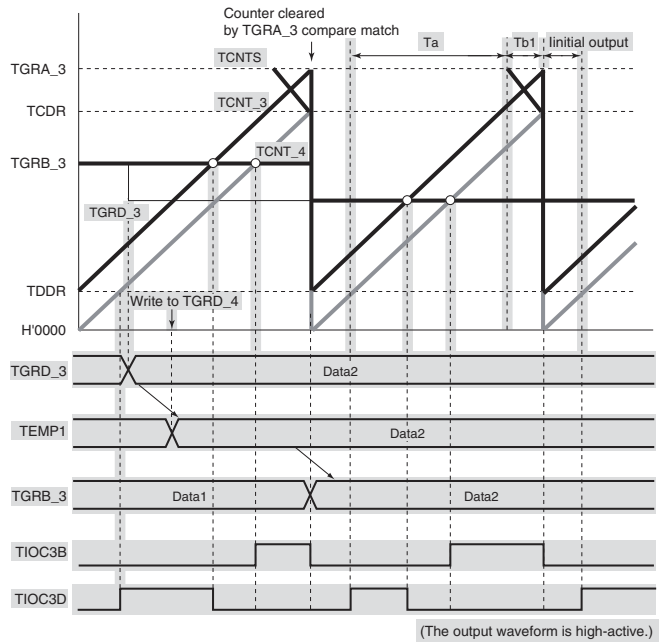 Counter cleared
by TGRA_3 compare match
Ta
Tb1
Iinitial output
TGRA_3
TCNTS
TCDR
TCNT_3
TCNT_4
TGRB_3
TGRD_3
TDDR
Write to TGRD_4
H'0000
TGRD_3
Data2
TEMP1
Data2
TGRB_3
Data1
Data2
TIOC3B
TIOC3D
(The output waveform is high-active.)